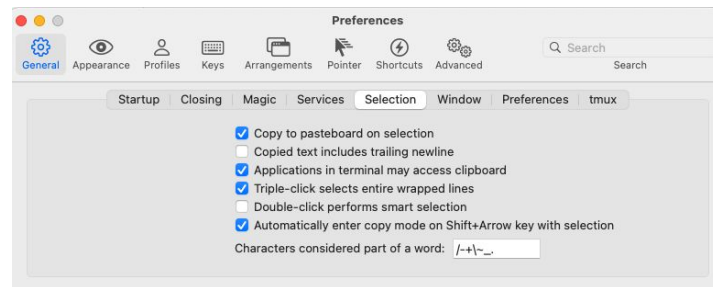 Preferences
General Appearance Profiles Keys Arrangements Pointer Shortcuts Advanced
Search
Search
Startup Closing Magic Services Selection Window Preferences tmux
Copy to pasteboard on selection
Copied text includes trailing newline
Applications in terminal may access clipboard
Triple-click selects entire wrapped lines
Double-click performs smart selection
Automatically enter copy mode on Shift+Arrow key with selection
Characters considered part of a word: /-+\~_.